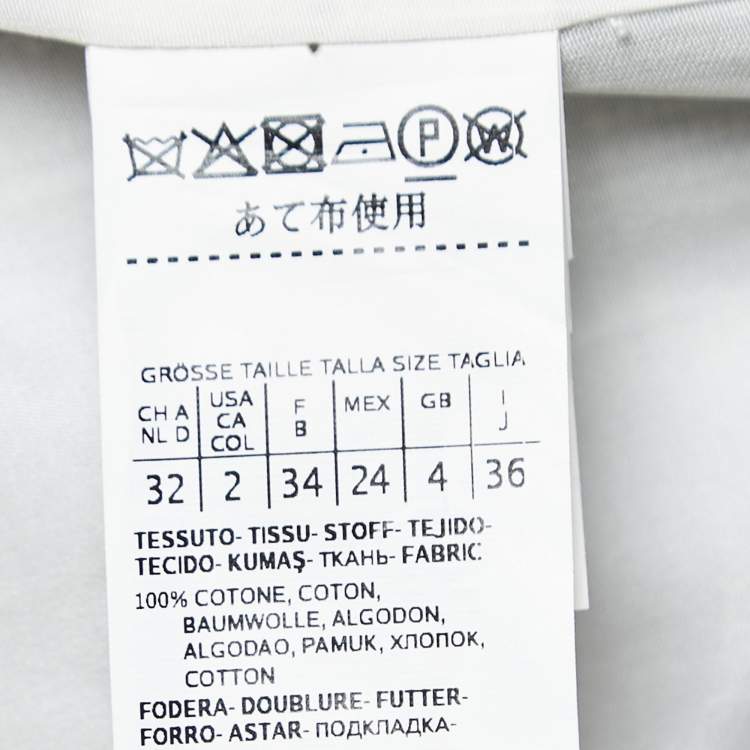 P W
あて布使用
GRÖSSE TAILLE TALLA SIZE TAGLIA
CH A NL D USA CA COL F B MEX GB I J
32 2 34 24 4 36
TESSUTO- TISSU- STOFF- TEJIDO-
TECIDO- KUMAŞ- ТКАНЬ- FABRIC:
100% COTONE, COTON,
BAUMWOLLE, ALGODON,
ALGODAO, PAMUK, ХЛОПОК,
COTTON
FODERA- DOUBLURE- FUTTER-
FORRO- ASTAR- ПОДКЛАДКА-